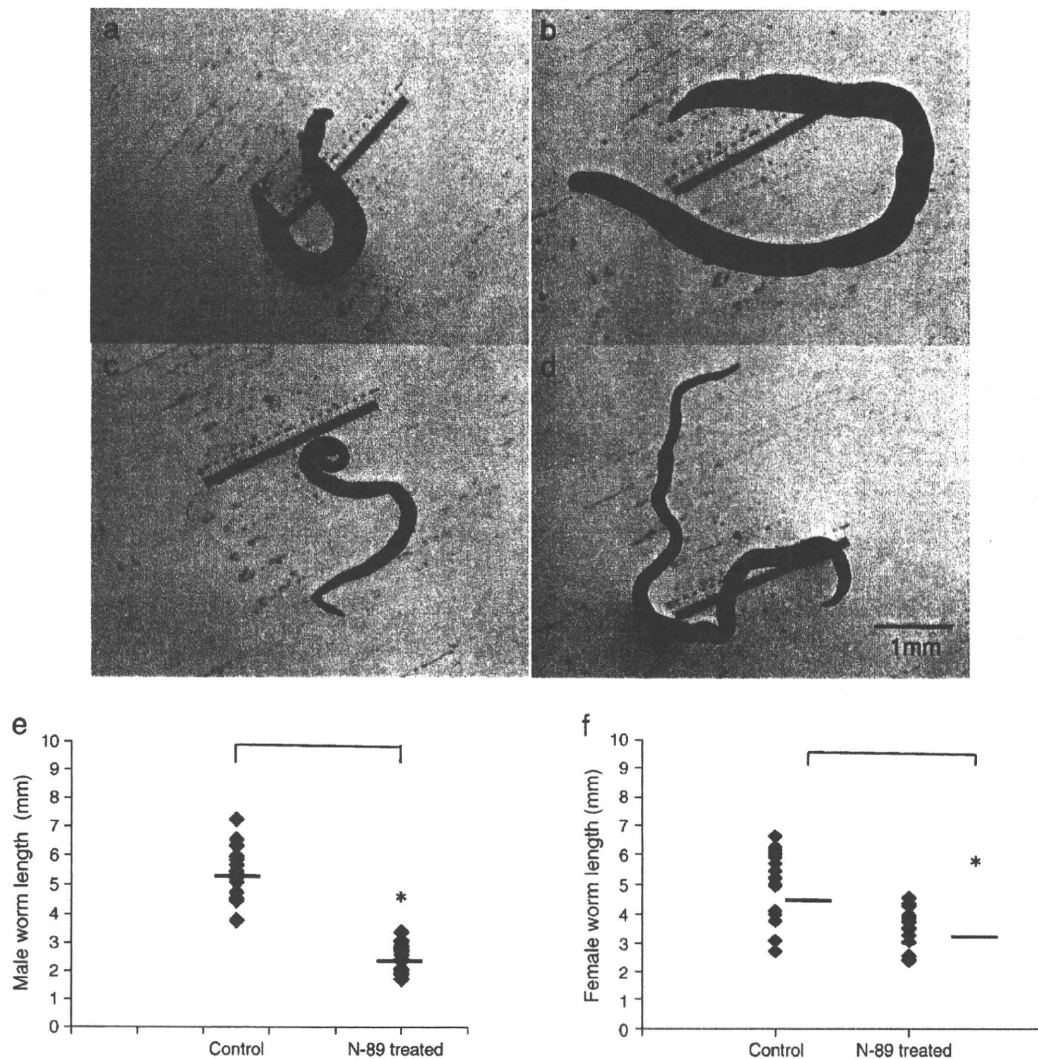 a
b
c
d
1mm
e
Male worm length (mm)
10
9
8
7
6
5
4
3
2
1
0
*
Control
N-89 treated
f
Female worm length (mm)
10
9
8
7
6
5
4
3
2
1
0
*
Control
N-89 treated